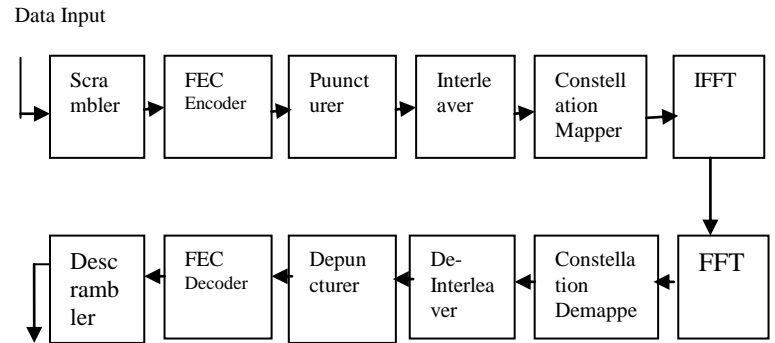 Data Input
Scra
mbler
FEC
Encoder
Puunct
urer
Interle
aver
Constell
ation
Mapper
IFFT
Desc
ramb
ler
FEC
Decoder
Depun
cturer
De-
Interlea
ver
Constella
tion
Demappe
FFT